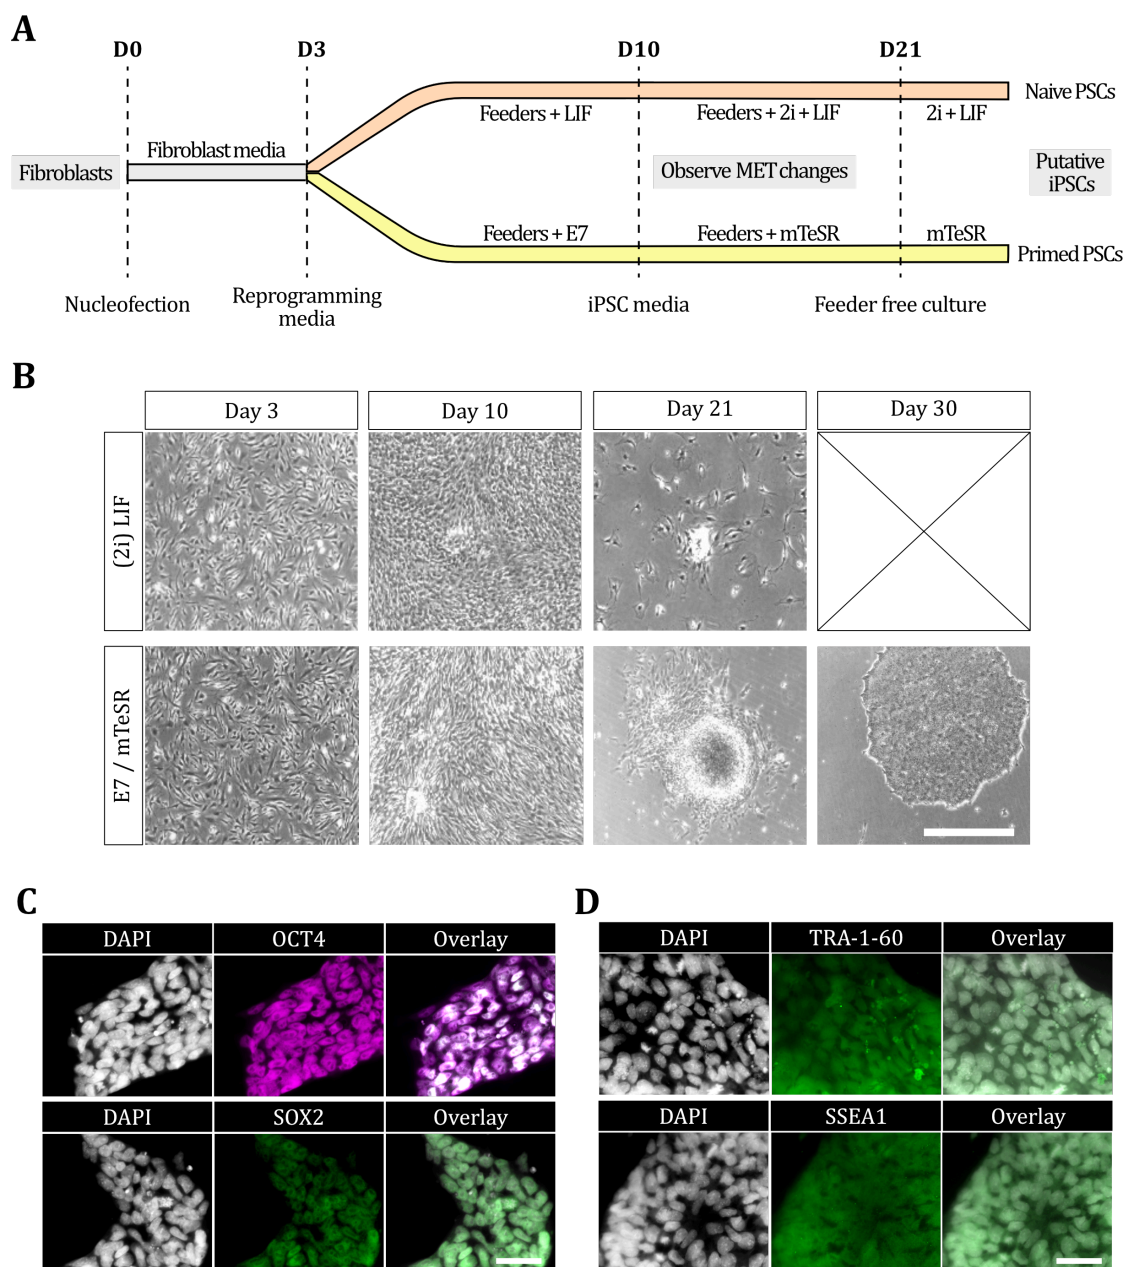 A
D0 D3 D10 D21
Feeders + LIF Feeders + 2i + LIF 2i + LIF Naive PSCs
Fibroblast media
Fibroblasts Observe MET changes Putative
iPSCs
Feeders + E7 Feeders + mTeSR mTeSR Primed PSCs
Nucleofection Reprogramming
media iPSC media Feeder free culture
B
Day 3 Day 10 Day 21 Day 30
(2i) LIF
E7 / mTeSR
C
DAPI OCT4 Overlay
DAPI SOX2 Overlay
D
DAPI TRA-1-60 Overlay
DAPI SSEA1 Overlay